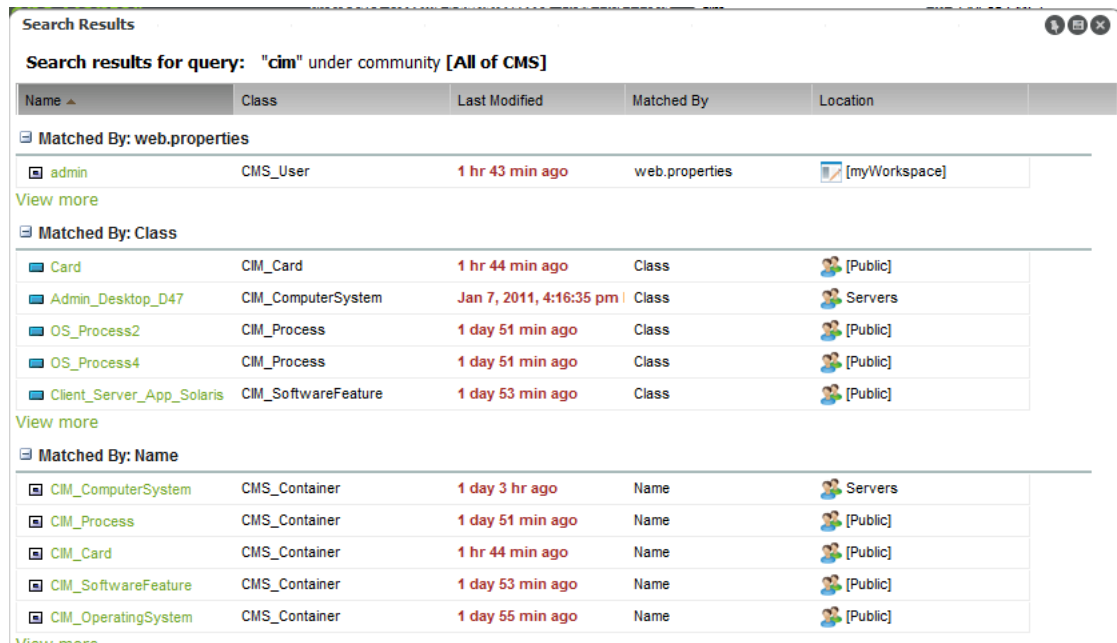 Search Results
Search results for query: "cim" under community [All of CMS]
Name Class Last Modified Matched By Location
Matched By: web.properties
admin CMS_User 1 hr 43 min ago web.properties [myWorkspace]
View more
Matched By: Class
Card CIM_Card 1 hr 44 min ago Class [Public]
Admin_Desktop_D47 CIM_ComputerSystem Jan 7, 2011, 4:16:35 pm Class Servers
OS_Process2 CIM_Process 1 day 51 min ago Class [Public]
OS_Process4 CIM_Process 1 day 51 min ago Class [Public]
Client_Server_App_Solaris CIM_SoftwareFeature 1 day 53 min ago Class [Public]
View more
Matched By: Name
CIM_ComputerSystem CMS_Container 1 day 3 hr ago Name Servers
CIM_Process CMS_Container 1 day 51 min ago Name [Public]
CIM_Card CMS_Container 1 hr 44 min ago Name [Public]
CIM_SoftwareFeature CMS_Container 1 day 53 min ago Name [Public]
CIM_OperatingSystem CMS_Container 1 day 55 min ago Name [Public]
View more